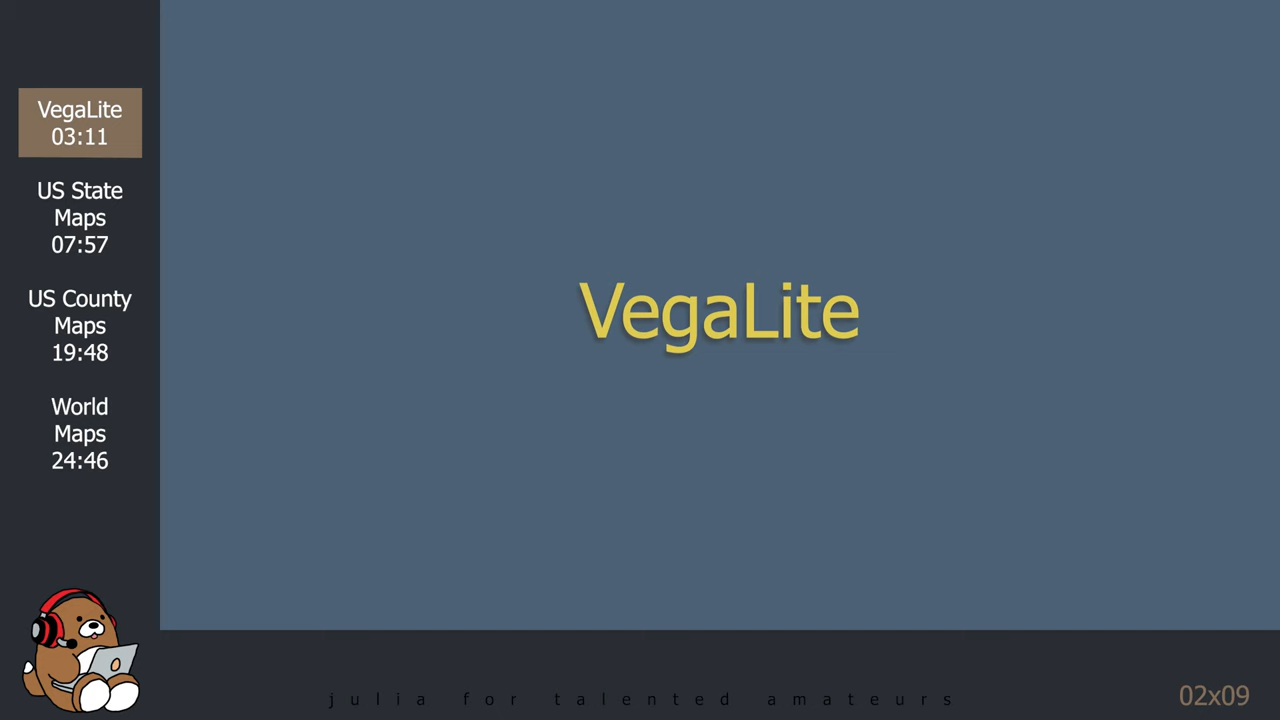 VegaLite
03:11
US State
Maps
07:57
US County
Maps
19:48
World
Maps
24:46
VegaLite
julia for talented amateurs
02x09